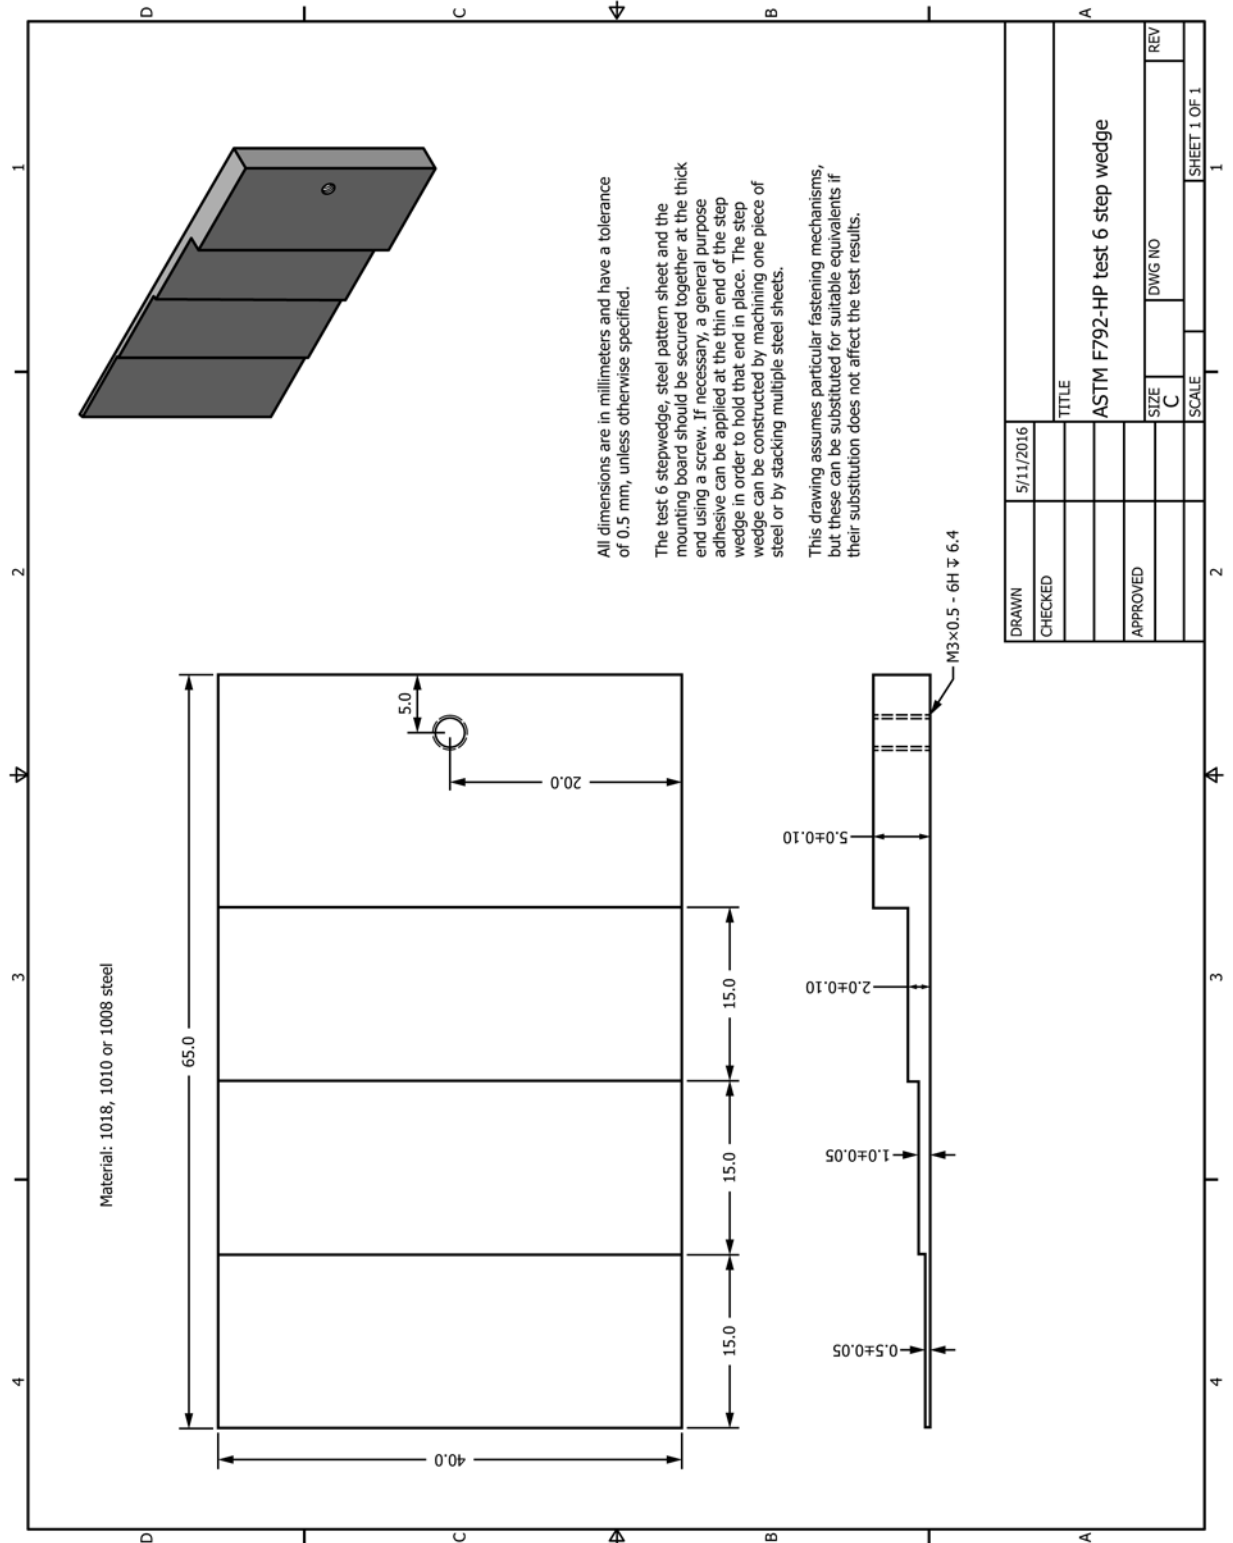 4
3
2
1
D
C
B
A
Material: 1018, 1010 or 1008 steel
65.0
40.0
5.0
20.0
15.0
15.0
15.0
0.5±0.05
1.0±0.05
2.0±0.10
5.0±0.10
M3×0.5 - 6H ↧ 6.4
All dimensions are in millimeters and have a tolerance
of 0.5 mm, unless otherwise specified.
The test 6 stepwedge, steel pattern sheet and the
mounting board should be secured together at the thick
end using a screw. If necessary, a general purpose
adhesive can be applied at the thin end of the step
wedge in order to hold that end in place. The step
wedge can be constructed by machining one piece of
steel or by stacking multiple steel sheets.
This drawing assumes particular fastening mechanisms,
but these can be substituted for suitable equivalents if
their substitution does not affect the test results.
DRAWN
5/11/2016
CHECKED
APPROVED
TITLE
ASTM F792-HP test 6 step wedge
SIZE
C
DWG NO
REV
SCALE
SHEET 1 OF 1
D
C
B
A
4
3
2
1